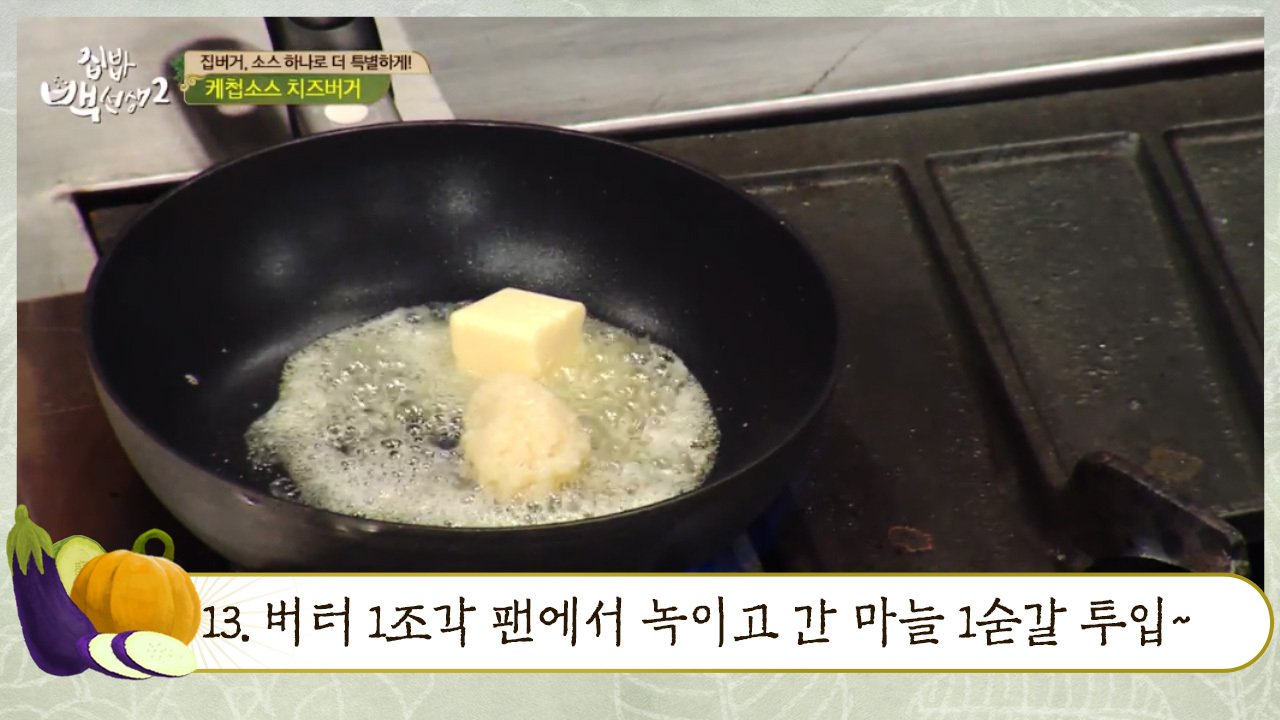 집밥
백선생2
집버거, 소스 하나로 더 특별하게!
케첩소스 치즈버거
13. 버터 1조각 팬에서 녹이고 간 마늘 1숟갈 투입~